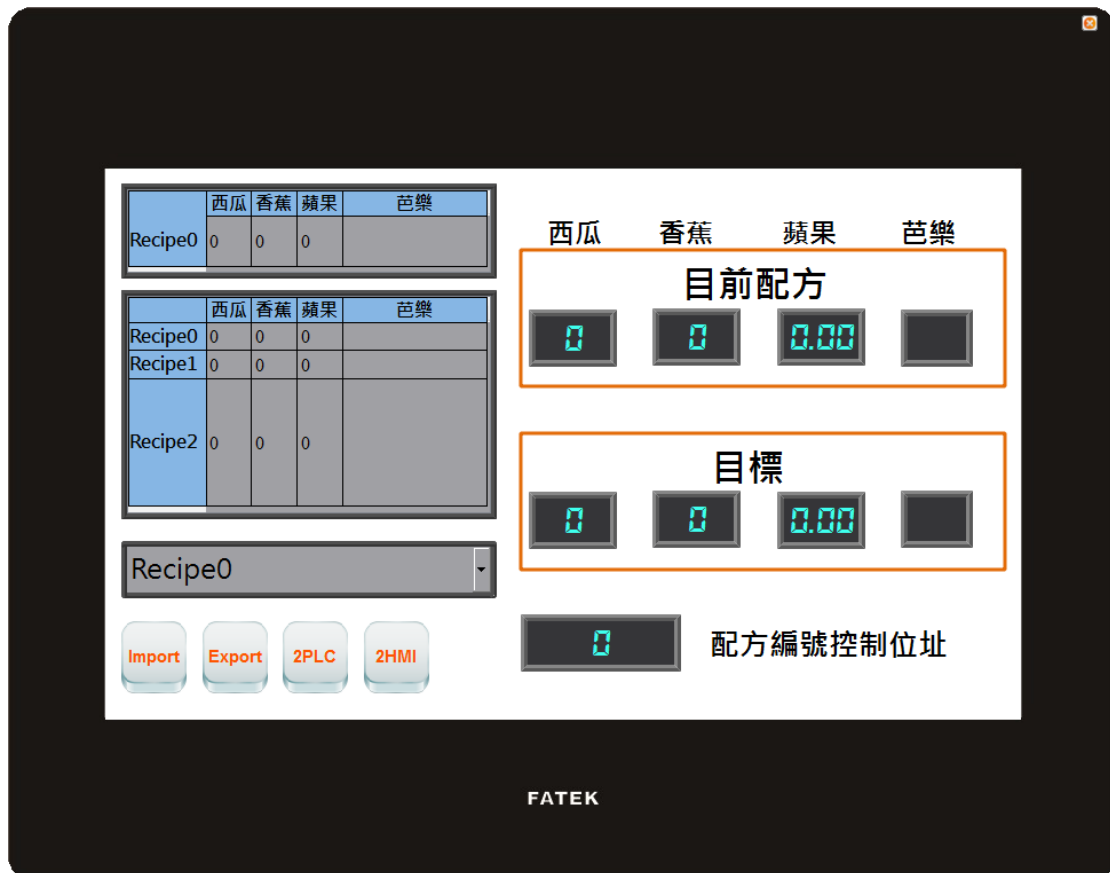 西瓜 香蕉 蘋果 芭樂
Recipe0 0 0 0
西瓜 香蕉 蘋果 芭樂
Recipe0 0 0 0
Recipe1 0 0 0
Recipe2 0 0 0
Recipe0
Import Export 2PLC 2HMI
西瓜 香蕉 蘋果 芭樂
目前配方
0 0 0.00
目標
0 0 0.00
0 配方編號控制位址
FATEK